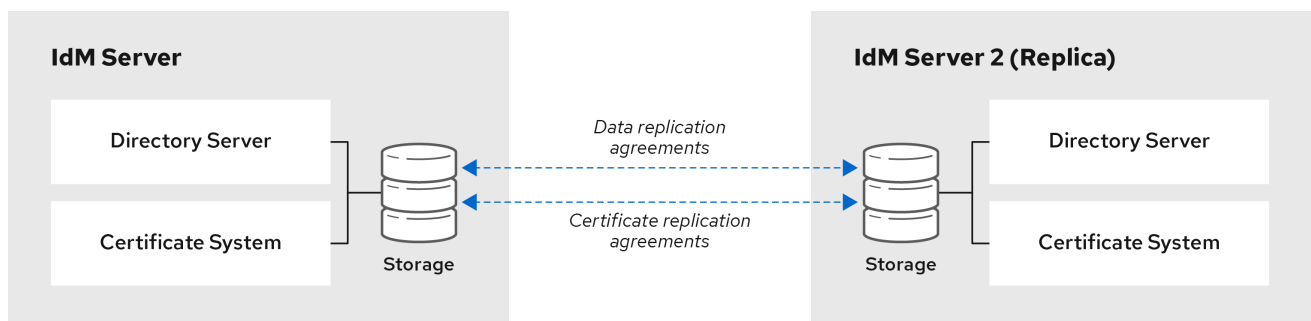 IdM Server
Directory Server
Certificate System
Storage
Data replication
agreements
Certificate replication
agreements
IdM Server 2 (Replica)
Storage
Directory Server
Certificate System